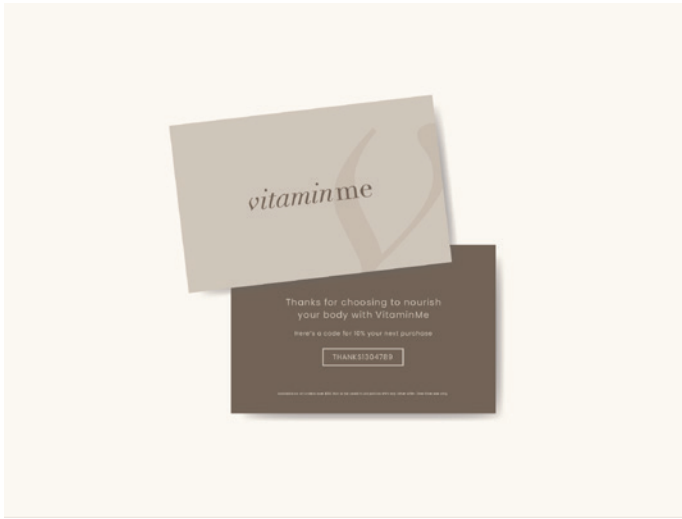 vitaminme
Thanks for choosing to nourish
your body with VitaminMe
Here's a code for 10% your next purchase
THANKS1304789